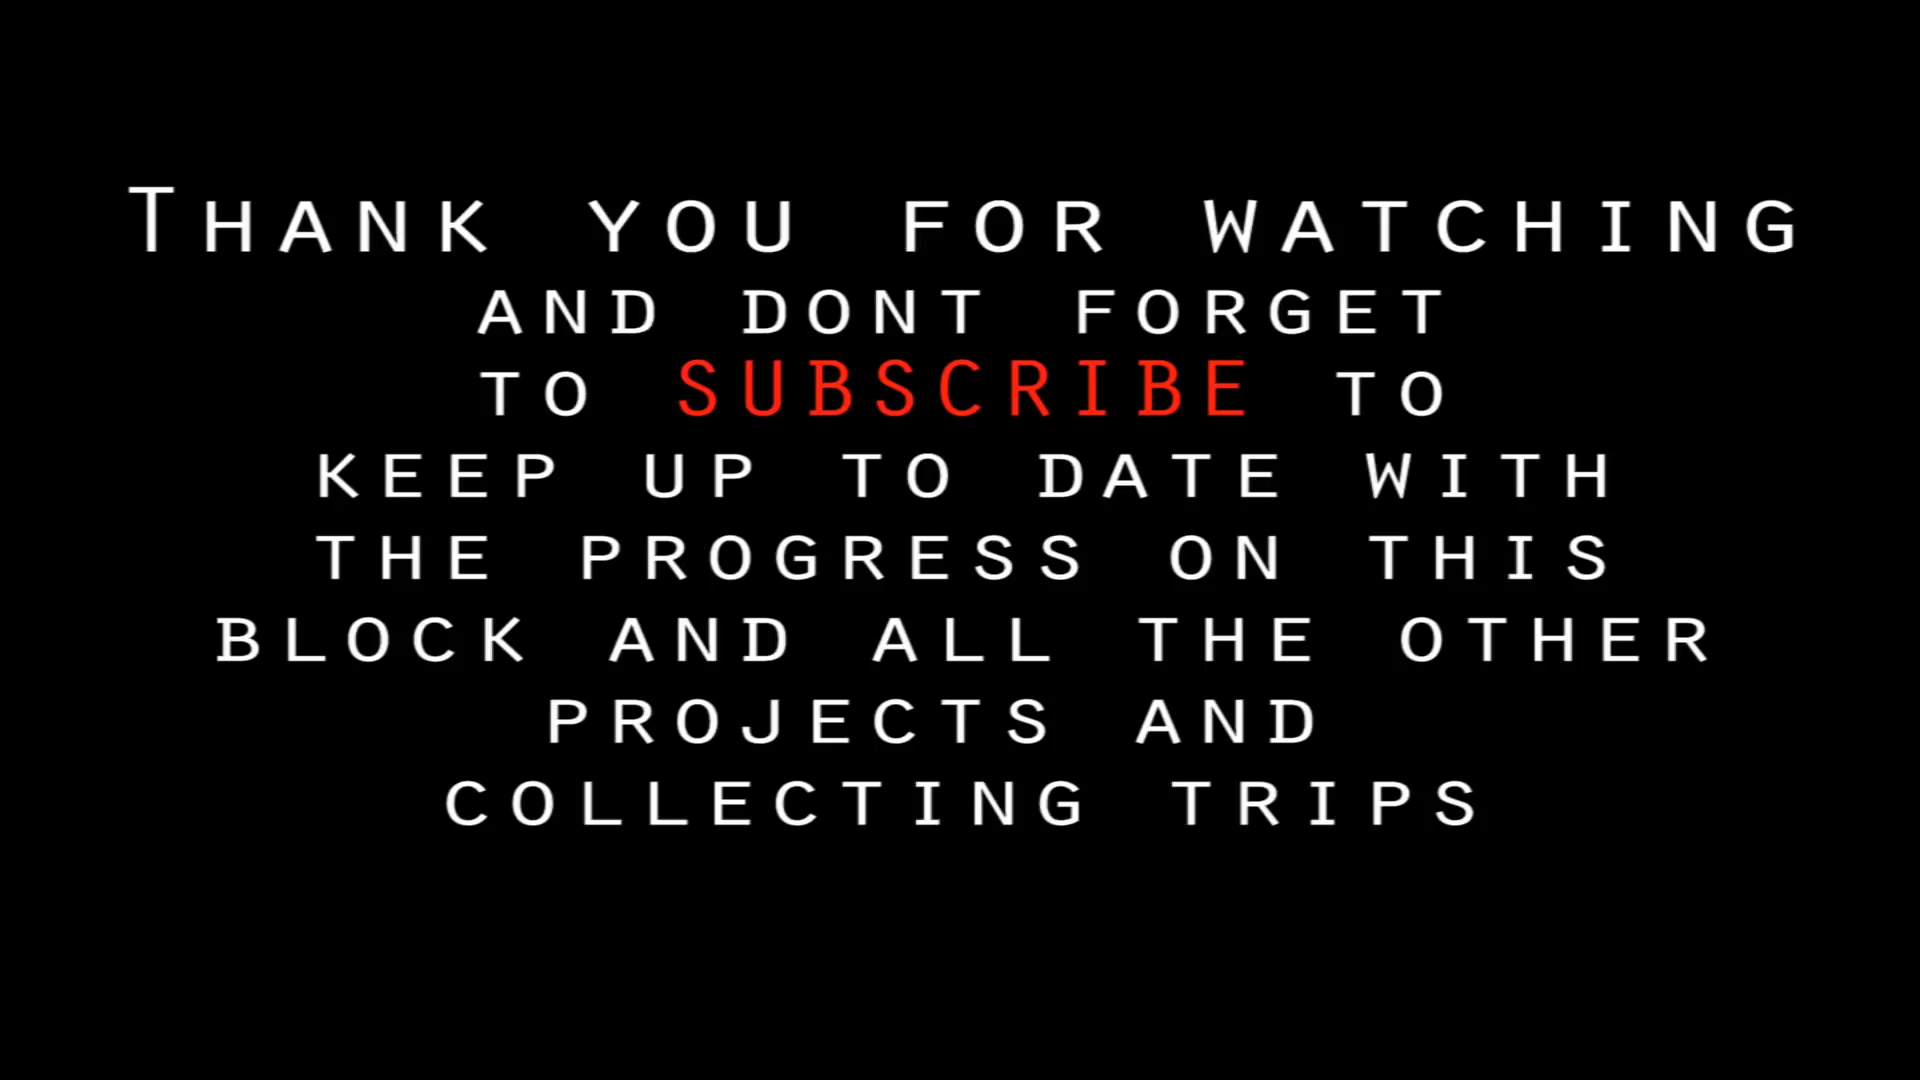 Thank you for watching
and dont forget
to SUBSCRIBE to
keep up to date with
the progress on this
block and all the other
projects and
collecting trips